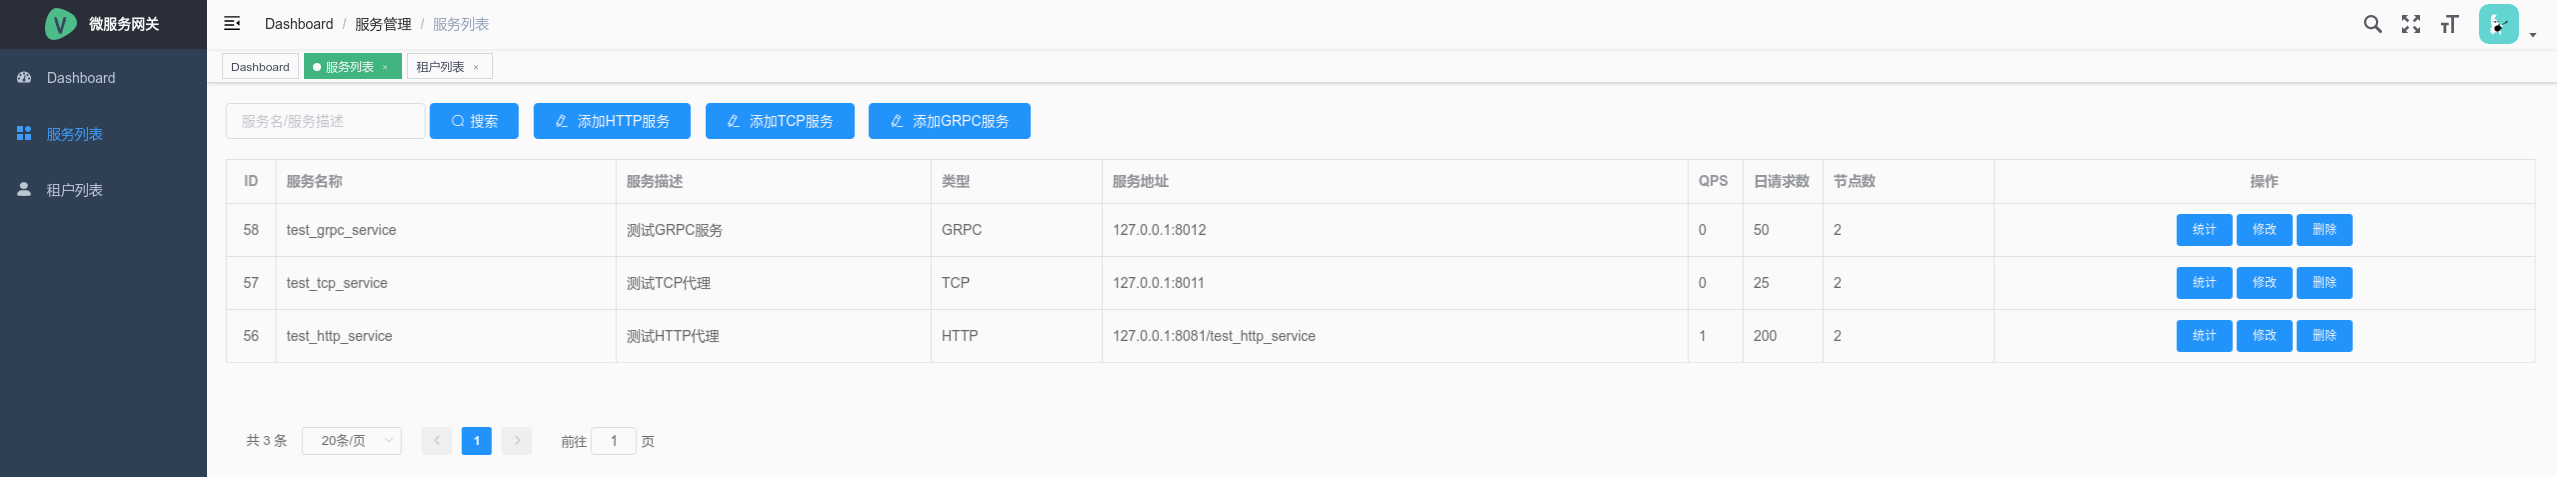 V 微服务网关
Dashboard / 服务管理 / 服务列表
Dashboard
服务列表
租户列表
Dashboard 服务列表 × 租户列表 ×
服务名/服务描述 搜索 添加HTTP服务 添加TCP服务 添加GRPC服务
ID 服务名称 服务描述 类型 服务地址 QPS 日请求数 节点数 操作
58 test_grpc_service 测试GRPC服务 GRPC 127.0.0.1:8012 0 50 2 统计 修改 删除
57 test_tcp_service 测试TCP代理 TCP 127.0.0.1:8011 0 25 2 统计 修改 删除
56 test_http_service 测试HTTP代理 HTTP 127.0.0.1:8081/test_http_service 1 200 2 统计 修改 删除
共 3 条 20条/页 < 1 > 前往 1 页